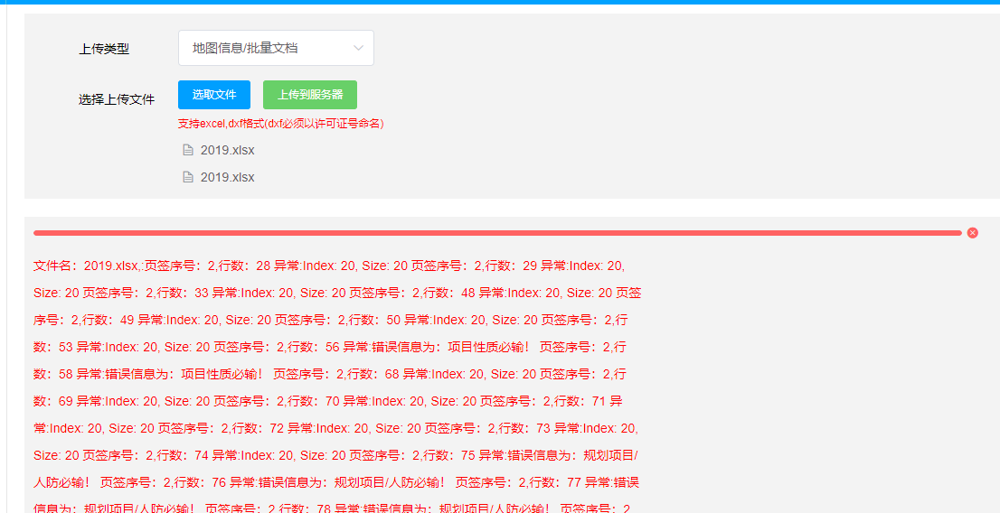 上传类型
地图信息/批量文档
选择上传文件
选取文件
上传到服务器
支持excel,dxf格式(dxf必须以许可证号命名)
2019.xlsx
2019.xlsx
文件名：2019.xlsx,:页签序号：2,行数：28 异常:Index: 20, Size: 20 页签序号：2,行数：29 异常:Index: 20,
Size: 20 页签序号：2,行数：33 异常:Index: 20, Size: 20 页签序号：2,行数：48 异常:Index: 20, Size: 20 页签
序号：2,行数：49 异常:Index: 20, Size: 20 页签序号：2,行数：50 异常:Index: 20, Size: 20 页签序号：2,行
数：53 异常:Index: 20, Size: 20 页签序号：2,行数：56 异常:错误信息为：项目性质必输！ 页签序号：2,行
数：58 异常:错误信息为：项目性质必输！ 页签序号：2,行数：68 异常:Index: 20, Size: 20 页签序号：2,行
数：69 异常:Index: 20, Size: 20 页签序号：2,行数：70 异常:Index: 20, Size: 20 页签序号：2,行数：71 异
常:Index: 20, Size: 20 页签序号：2,行数：72 异常:Index: 20, Size: 20 页签序号：2,行数：73 异常:Index: 20,
Size: 20 页签序号：2,行数：74 异常:Index: 20, Size: 20 页签序号：2,行数：75 异常:错误信息为：规划项目/
人防必输！ 页签序号：2,行数：76 异常:错误信息为：规划项目/人防必输！ 页签序号：2,行数：77 异常:错误
信息为：规划项目/人防必输！ 页签序号：2,行数：78 异常:错误信息为：规划项目/人防必输！ 页签序号：2,